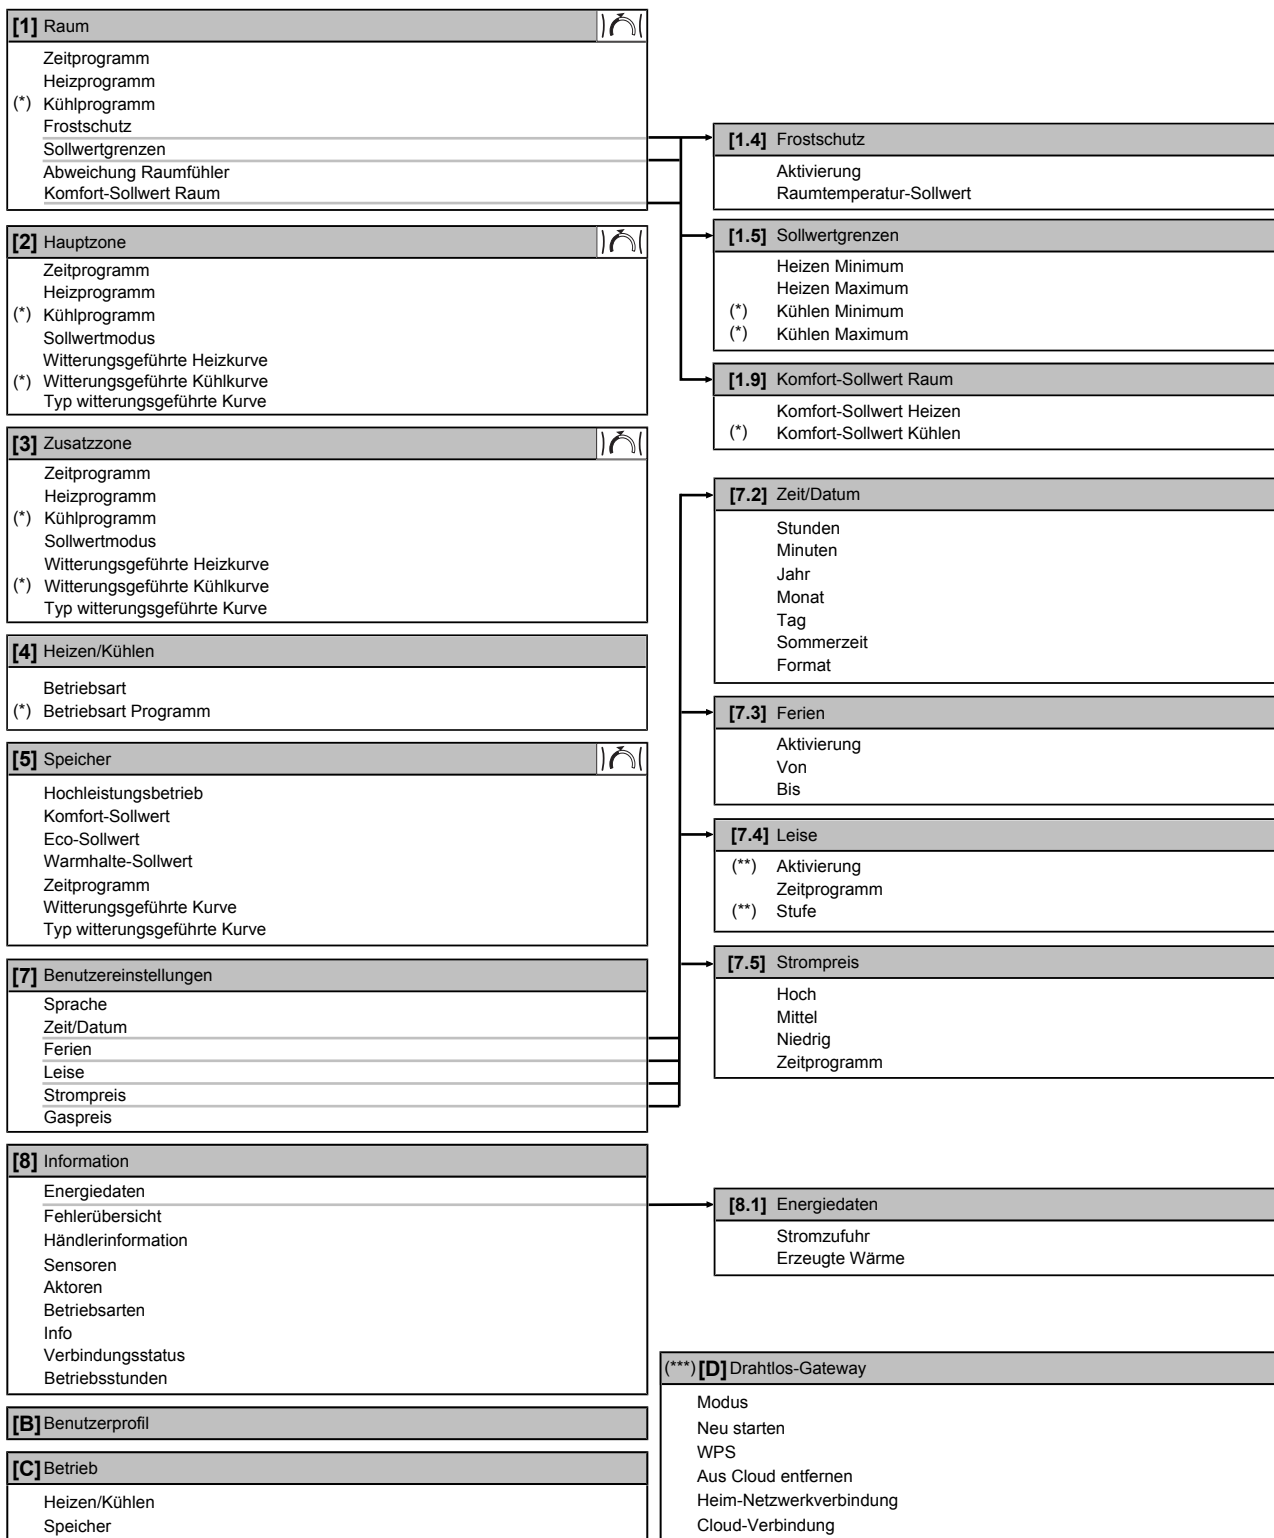 [1] Raum
Zeitprogramm
Heizprogramm
(*) Kühlprogramm
Frostschutz
Sollwertgrenzen
Abweichung Raumfühler
Komfort-Sollwert Raum
[2] Hauptzone
Zeitprogramm
Heizprogramm
(*) Kühlprogramm
Sollwertmodus
Witterungsgeführte Heizkurve
(*) Witterungsgeführte Kühlkurve
Typ witterungsgeführte Kurve
[3] Zusatzzone
Zeitprogramm
Heizprogramm
(*) Kühlprogramm
Sollwertmodus
Witterungsgeführte Heizkurve
(*) Witterungsgeführte Kühlkurve
Typ witterungsgeführte Kurve
[4] Heizen/Kühlen
Betriebsart
(*) Betriebsart Programm
[5] Speicher
Hochleistungsbetrieb
Komfort-Sollwert
Eco-Sollwert
Warmhalte-Sollwert
Zeitprogramm
Witterungsgeführte Kurve
Typ witterungsgeführte Kurve
[7] Benutzereinstellungen
Sprache
Zeit/Datum
Ferien
Leise
Strompreis
Gaspreis
[8] Information
Energiedaten
Fehlerübersicht
Händlerinformation
Sensoren
Aktoren
Betriebsarten
Info
Verbindungsstatus
Betriebsstunden
[B] Benutzerprofil
[C] Betrieb
Heizen/Kühlen
Speicher
[1.4] Frostschutz
Aktivierung
Raumtemperatur-Sollwert
[1.5] Sollwertgrenzen
Heizen Minimum
Heizen Maximum
(*) Kühlen Minimum
(*) Kühlen Maximum
[1.9] Komfort-Sollwert Raum
Komfort-Sollwert Heizen
(*) Komfort-Sollwert Kühlen
[7.2] Zeit/Datum
Stunden
Minuten
Jahr
Monat
Tag
Sommerzeit
Format
[7.3] Ferien
Aktivierung
Von
Bis
[7.4] Leise
(**) Aktivierung
Zeitprogramm
(**) Stufe
[7.5] Strompreis
Hoch
Mittel
Niedrig
Zeitprogramm
[8.1] Energiedaten
Stromzufuhr
Erzeugte Wärme
(***) [D] Drahtlos-Gateway
Modus
Neu starten
WPS
Aus Cloud entfernen
Heim-Netzwerkverbindung
Cloud-Verbindung